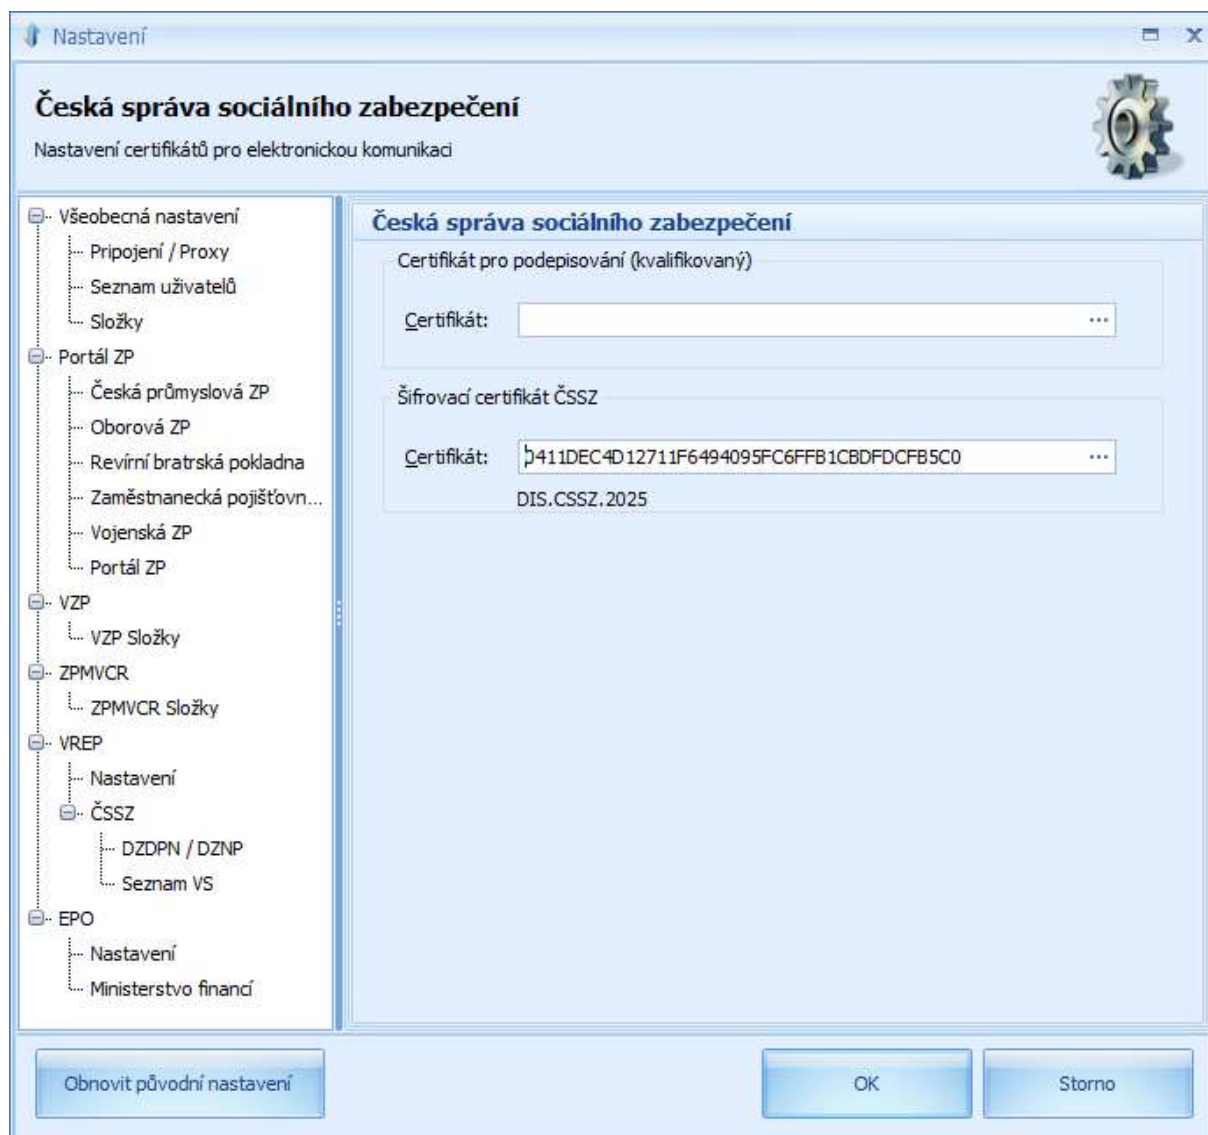 Nastavení
Česká správa sociálního zabezpečení
Nastavení certifikátů pro elektronickou komunikaci
Všeobecná nastavení
Pripojení / Proxy
Seznam uživatelů
Složky
Portál ZP
Česká průmyslová ZP
Oborová ZP
Revírní bratrská pokladna
Zaměstnanecká pojišťovn...
Vojenská ZP
Portál ZP
VZP
VZP Složky
ZPMVCR
ZPMVCR Složky
VREP
Nastavení
ČSSZ
DZDPN / DZNP
Seznam VS
EPO
Nastavení
Ministerstvo financí
Česká správa sociálního zabezpečení
Certifikát pro podepisování (kvalifikovaný)
Certifikát:
...
Šifrovací certifikát ČSSZ
Certifikát: 0411DEC4D12711F6494095FC6FFB1CBDFDCFB5C0 ...
DIS.CSSZ.2025
Obnovit původní nastavení
OK
Storno